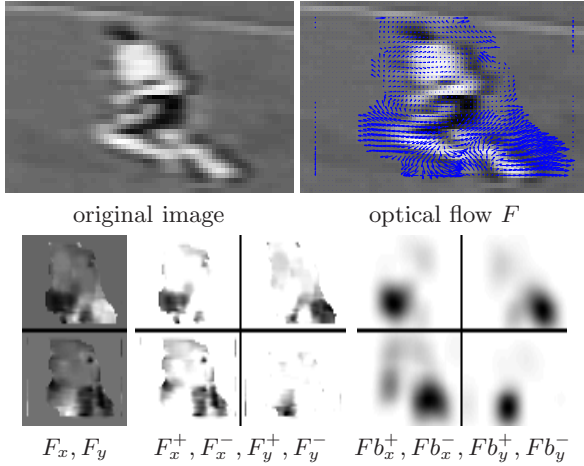 original image
optical flow F
F_x, F_y
F_x^+, F_x^-, F_y^+, F_y^-
Fb_x^+, Fb_x^-, Fb_y^+, Fb_y^-